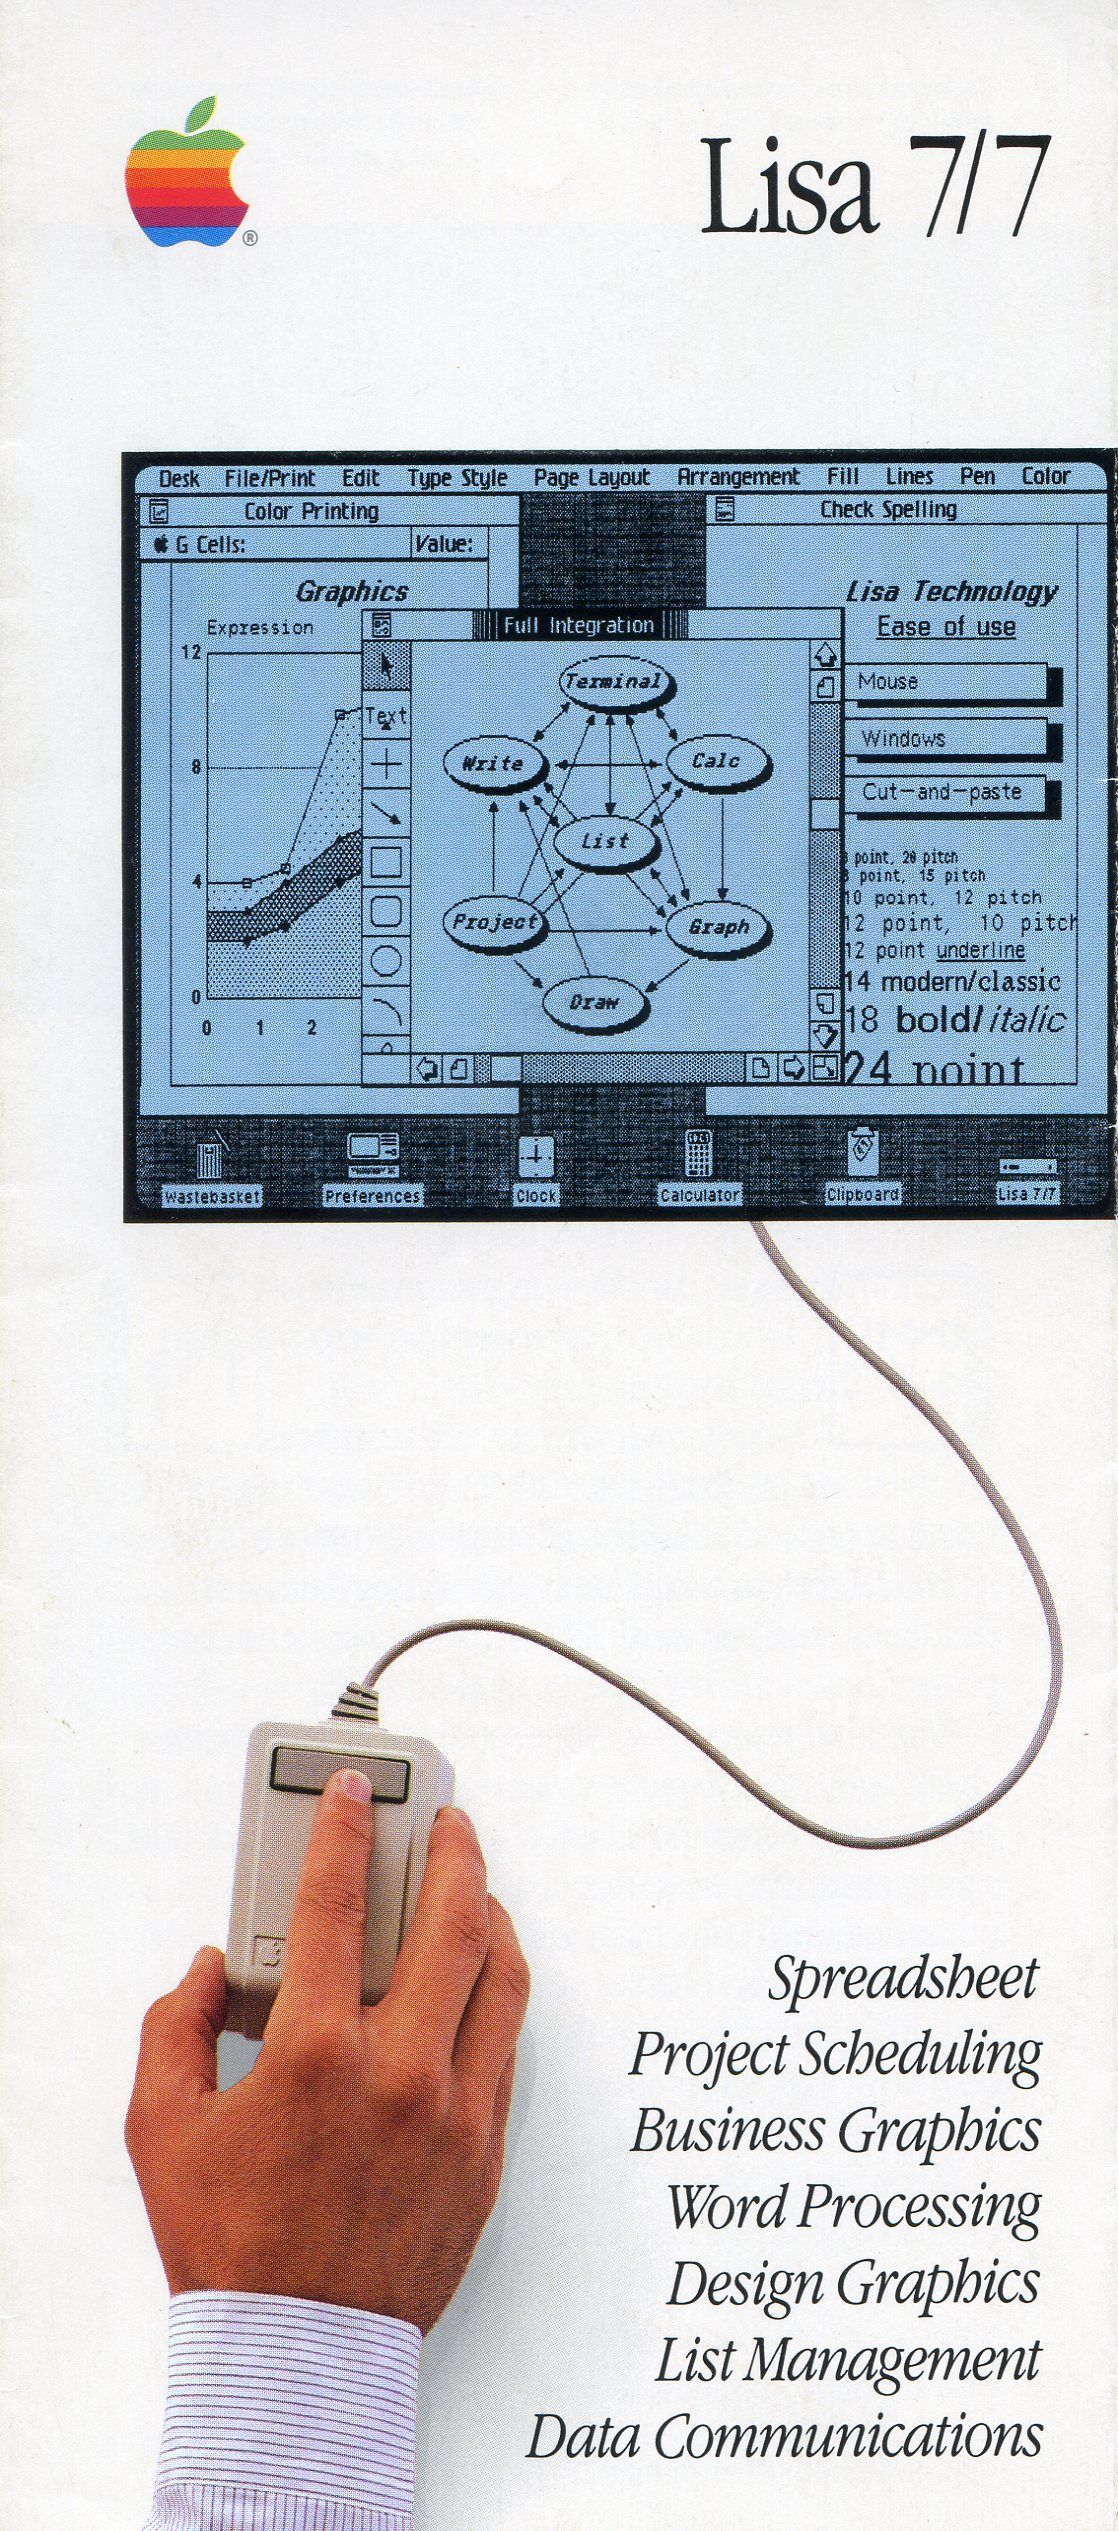 Lisa 7/7
Desk File/Print Edit Type Style Page Layout Arrangement Fill Lines Pen Color
Color Printing
G Cells: Value:
Graphics
Expression
12
8
4
0
0 1 2
Full Integration
Text
Terminal
Write
Calc
List
Project
Graph
Draw
Check Spelling
Lisa Technology
Ease of use
Mouse
Windows
Cut-and-paste
point, 20 pitch
point, 15 pitch
10 point, 12 pitch
12 point, 10 pitch
12 point underline
14 modern/classic
18 bold/italic
24 point
Wastebasket Preferences Clock Calculator Clipboard Lisa 7/7
Spreadsheet
Project Scheduling
Business Graphics
Word Processing
Design Graphics
List Management
Data Communications